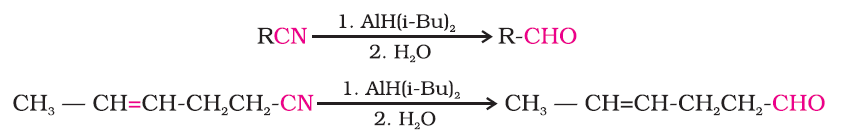 RCN 1. AlH(i-Bu)₂ 2. H₂O R-CHO
CH₃ — CH=CH-CH₂CH₂-CN 1. AlH(i-Bu)₂ 2. H₂O CH₃ — CH=CH-CH₂CH₂-CHO